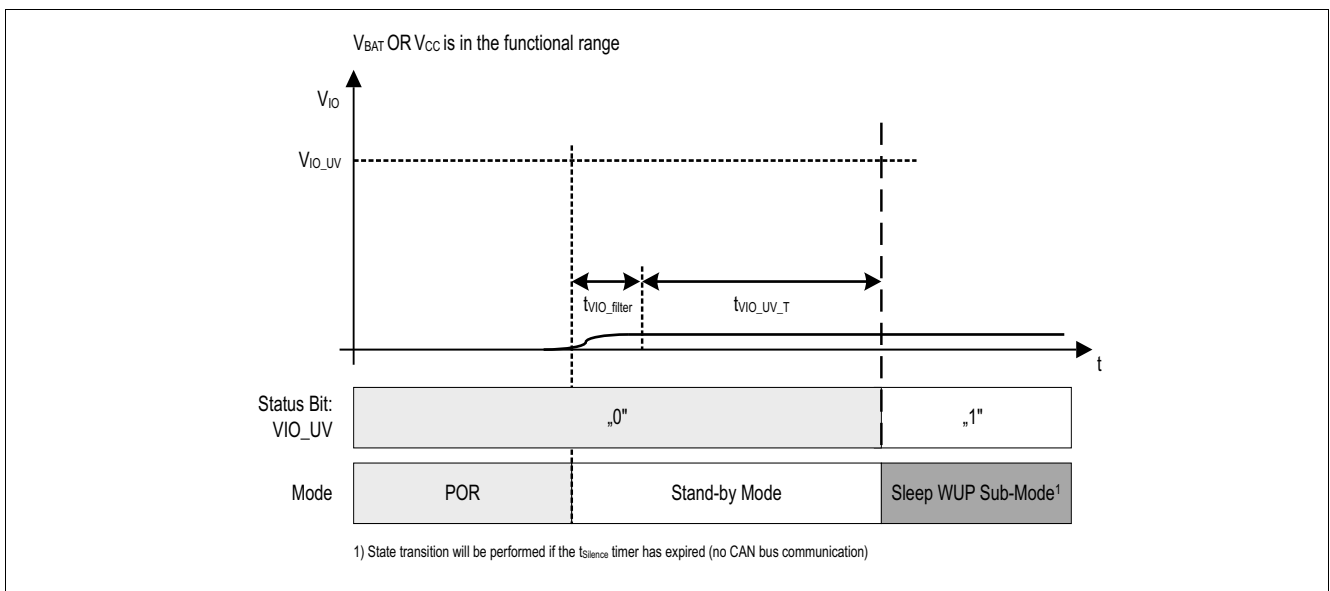 VBAT OR VCC is in the functional range
VIO
VIO_UV
tVIO_filter
tVIO_UV_T
t
Status Bit:
VIO_UV
„0"
„1"
Mode
POR
Stand-by Mode
Sleep WUP Sub-Mode¹
1) State transition will be performed if the tSilence timer has expired (no CAN bus communication)